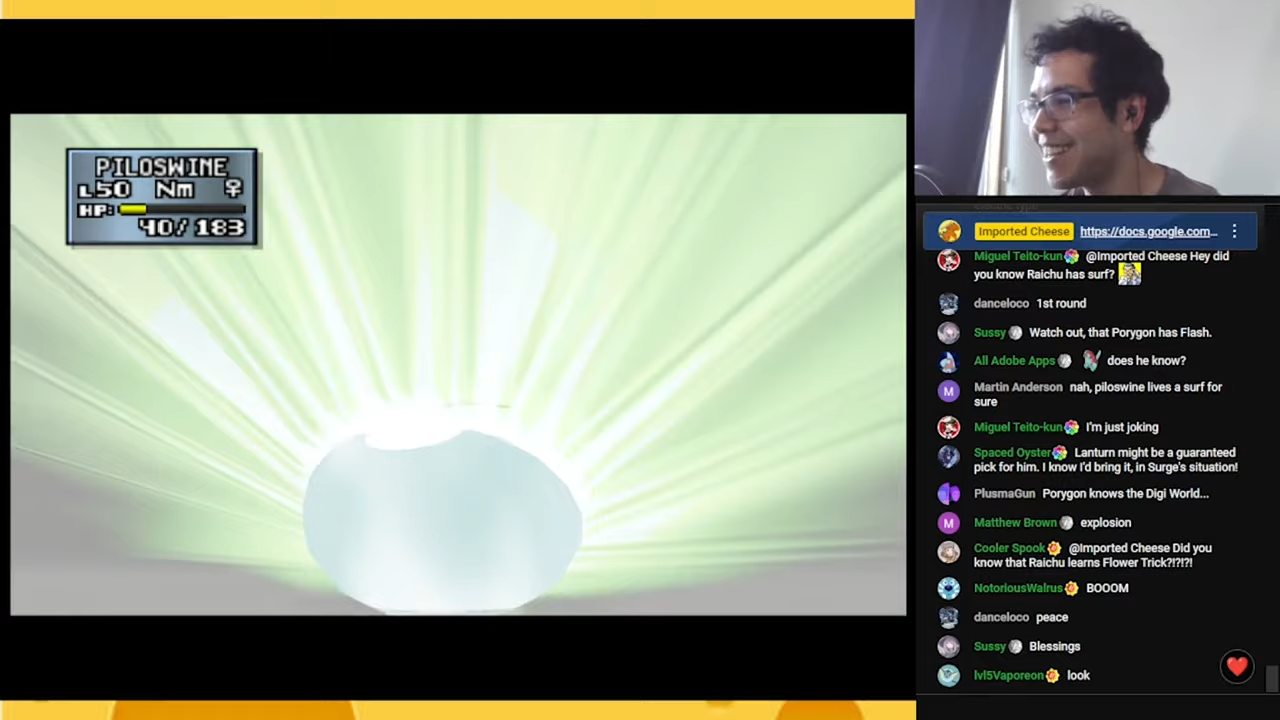 PILOSWINE
L50 Nm ♀
HP:
40/183
Imported Cheese https://docs.google.com...
Miguel Teito-kun @Imported Cheese Hey did
you know Raichu has surf?
danceloco 1st round
Sussy Watch out, that Porygon has Flash.
All Adobe Apps does he know?
M Martin Anderson nah, piloswine lives a surf for
sure
Miguel Teito-kun I'm just joking
Spaced Oyster Lanturn might be a guaranteed
pick for him. I know I'd bring it, in Surge's situation!
PlusmaGun Porygon knows the Digi World...
M Matthew Brown explosion
Cooler Spook @Imported Cheese Did you
know that Raichu learns Flower Trick?!?!?!
NotoriousWalrus BOOOM
danceloco peace
Sussy Blessings
lvl5Vaporeon look